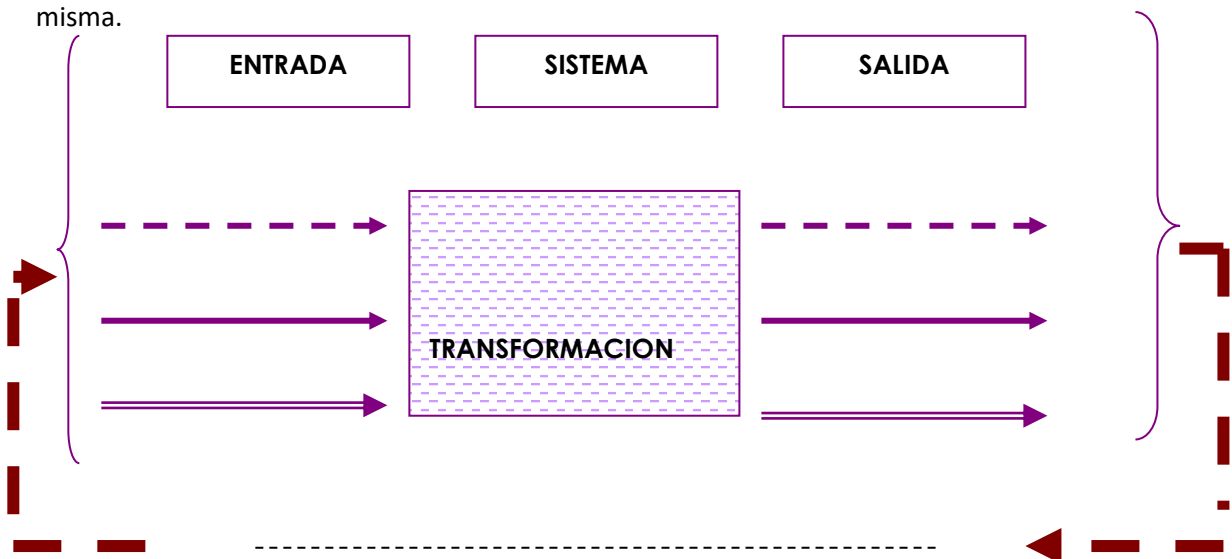 misma.
ENTRADA
SISTEMA
SALIDA
TRANSFORMACION